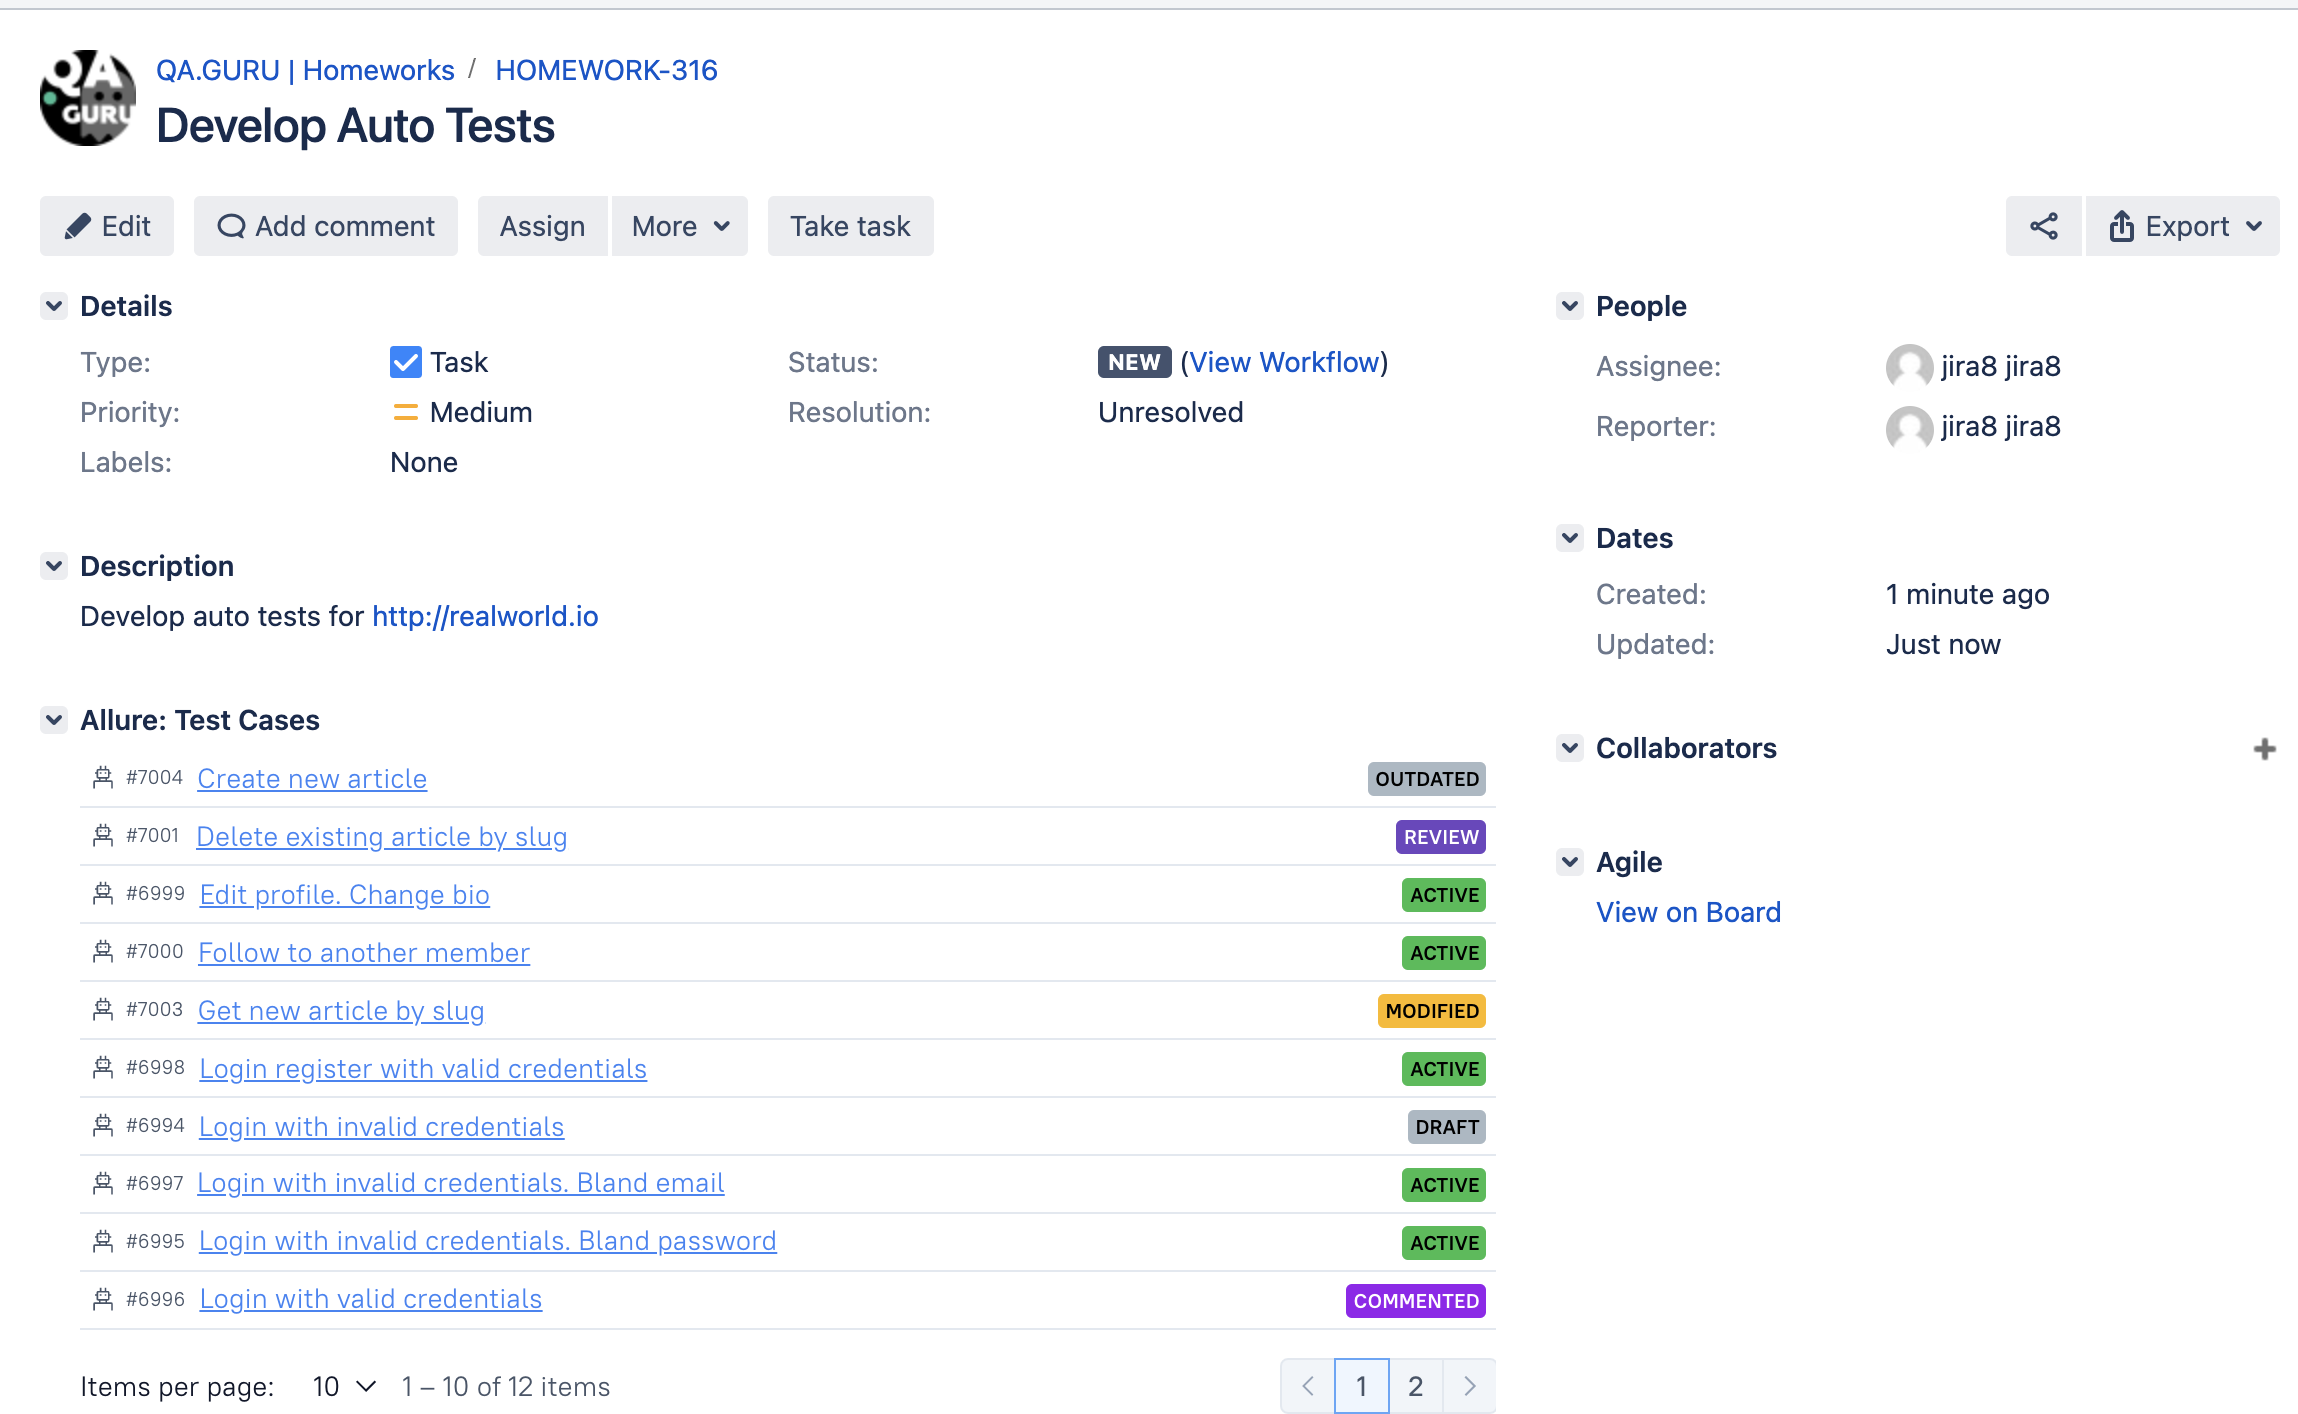 QA GURU
QA.GURU | Homeworks / HOMEWORK-316
Develop Auto Tests
Edit Add comment Assign More Take task Export
Details
Type: Task Status: NEW (View Workflow)
Priority: Medium Resolution: Unresolved
Labels: None
Description
Develop auto tests for http://realworld.io
Allure: Test Cases
#7004 Create new article OUTDATED
#7001 Delete existing article by slug REVIEW
#6999 Edit profile. Change bio ACTIVE
#7000 Follow to another member ACTIVE
#7003 Get new article by slug MODIFIED
#6998 Login register with valid credentials ACTIVE
#6994 Login with invalid credentials DRAFT
#6997 Login with invalid credentials. Bland email ACTIVE
#6995 Login with invalid credentials. Bland password ACTIVE
#6996 Login with valid credentials COMMENTED
Items per page: 10 1 – 10 of 12 items 1 2
People
Assignee: jira8 jira8
Reporter: jira8 jira8
Dates
Created: 1 minute ago
Updated: Just now
Collaborators
Agile
View on Board